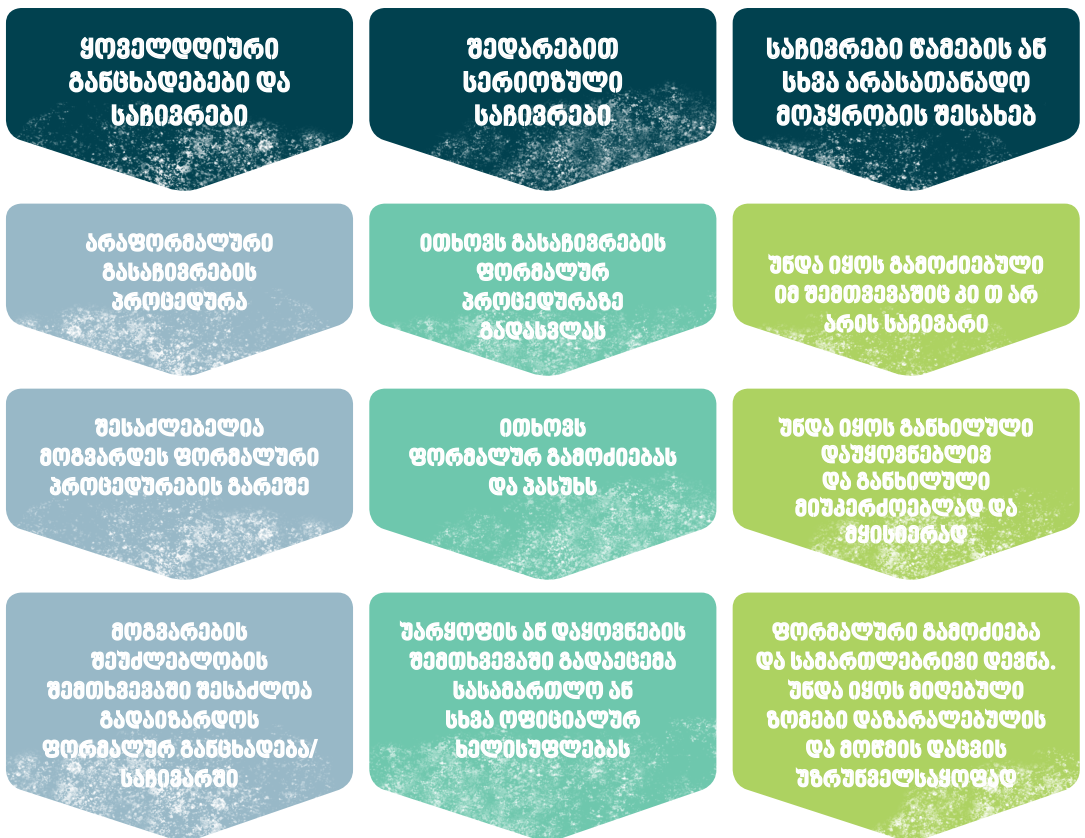 ყოველდღიური
განცხადებები და
საჩივრები
შედარებით
სერიოზული
საჩივრები
საჩივრები წამების ან
სხვა არასათანადო
მოპყრობის შესახებ
არაფორმალური
გასაჩივრების
პროცედურა
ითხოვს გასაჩივრების
ფორმალურ
პროცედურაზე
გადასვლას
უნდა იყოს გამოძიებული
იმ შემთვევაშიც კი თ არ
არის საჩივარი
შესაძლებელია
მოგვარდეს ფორმალური
პროცედურების გარეშე
ითხოვს
ფორმალურ გამოძიებას
და პასუხს
უნდა იყოს განხილული
დაუყოვნებლივ
და განხილული
მიუკერძოებლად და
მყისიერად
მოგვარების
შეუძლებლობის
შემთხვევაში შესაძლოა
გადაიზარდოს
ფორმალურ განცხადება/
საჩივარში
უარყოფის ან დაყოვნების
შემთხვევაში გადაეცემა
სასამართლო ან
სხვა ოფიციალურ
ხელისუფლებას
ფორმალური გამოძიება
და სამართლებრივი დევნა.
უნდა იყოს მიღებული
ზომები დაზარალებულის
და მოწმის დაცვის
უზრუნველსაყოფად